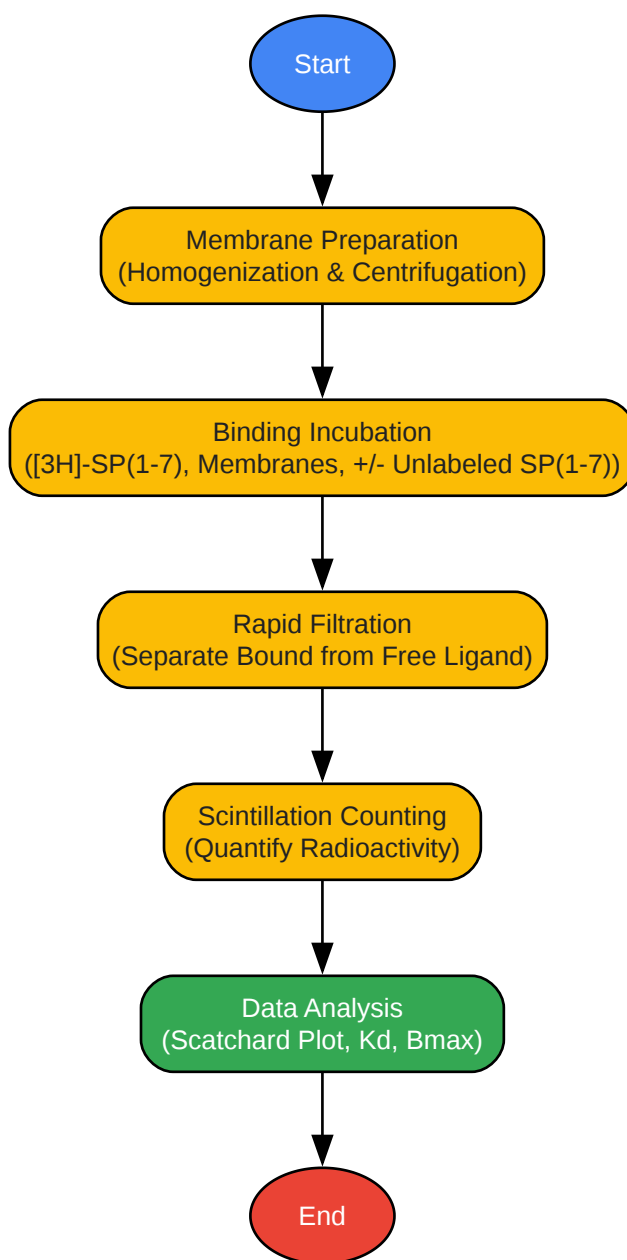 Start
Membrane Preparation
(Homogenization & Centrifugation)
Binding Incubation
([3H]-SP(1-7), Membranes, +/- Unlabeled SP(1-7))
Rapid Filtration
(Separate Bound from Free Ligand)
Scintillation Counting
(Quantify Radioactivity)
Data Analysis
(Scatchard Plot, Kd, Bmax)
End